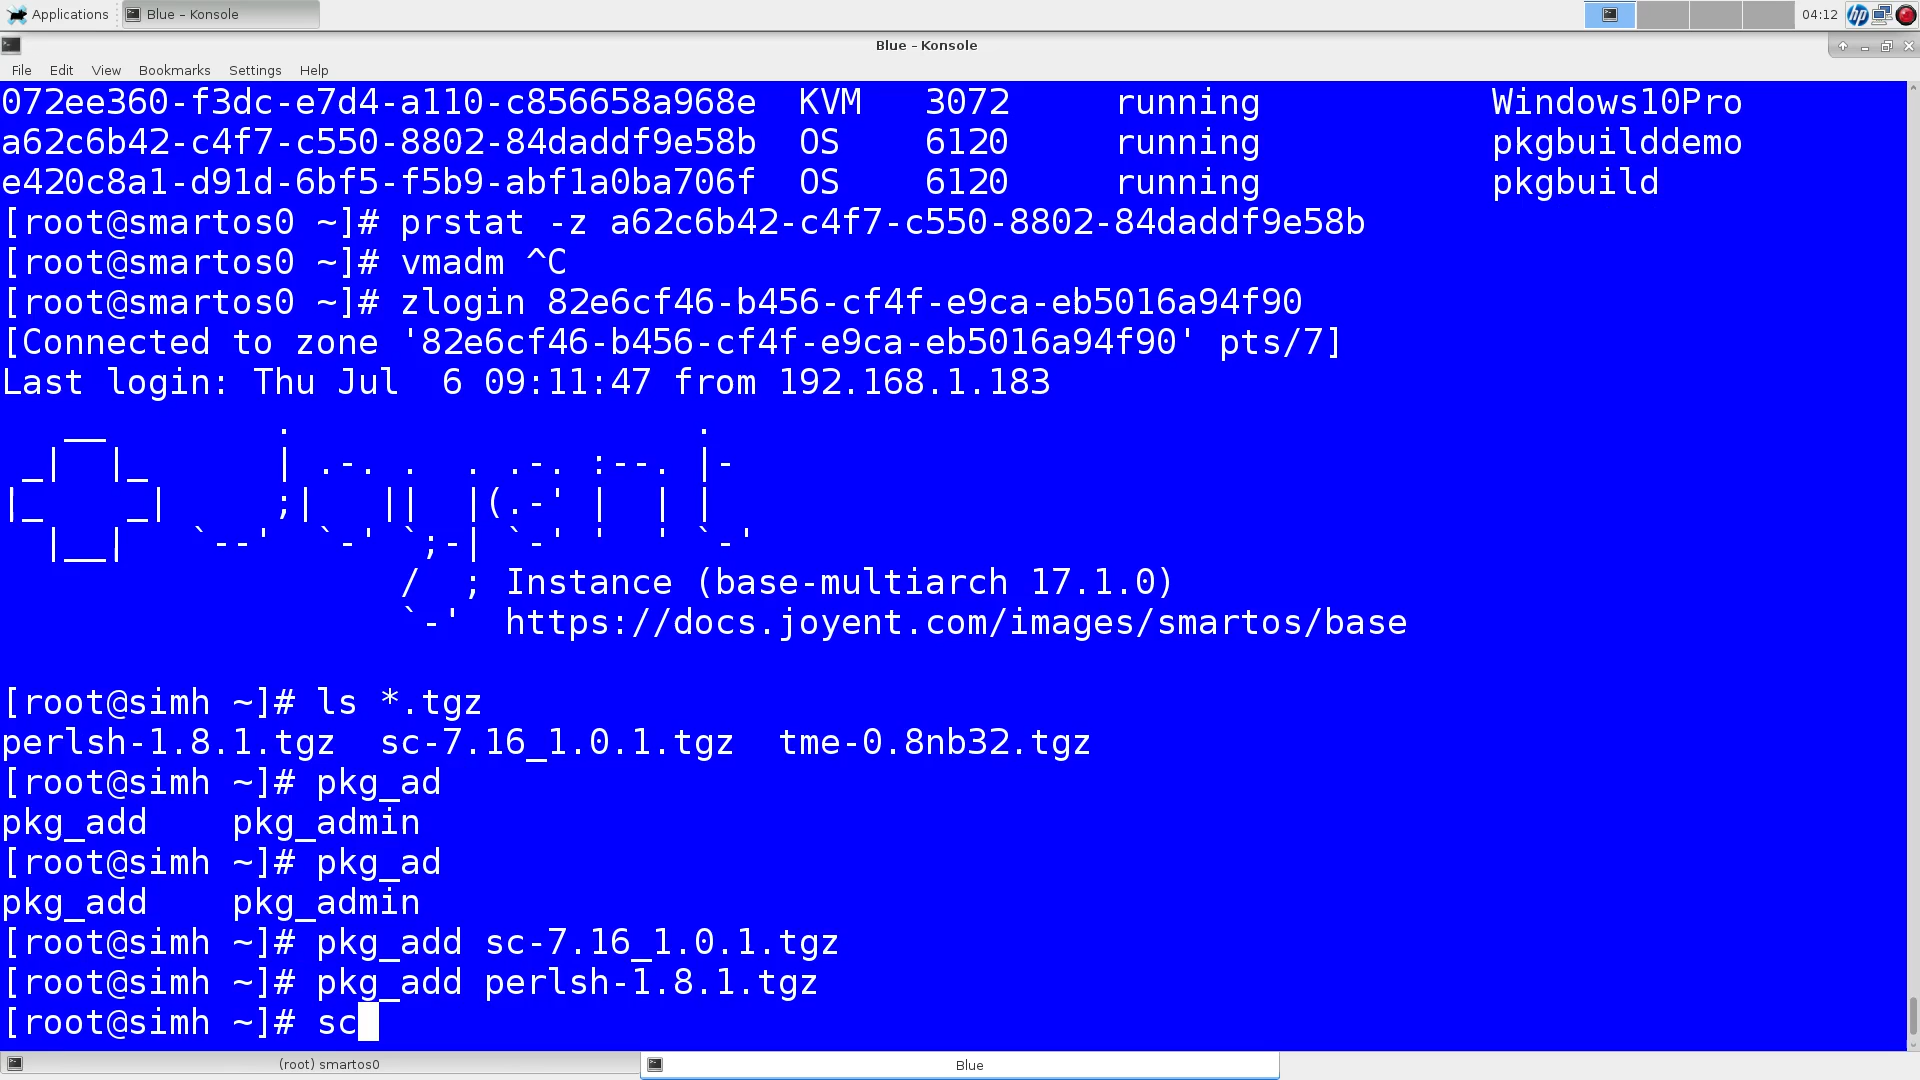 Applications
Blue – Konsole
04:12
Blue – Konsole
File Edit View Bookmarks Settings Help
072ee360-f3dc-e7d4-a110-c856658a968e  KVM   3072     running           Windows10Pro
a62c6b42-c4f7-c550-8802-84daddf9e58b  OS    6120     running           pkgbuilddemo
e420c8a1-d91d-6bf5-f5b9-abf1a0ba706f  OS    6120     running           pkgbuild
[root@smartos0 ~]# prstat -z a62c6b42-c4f7-c550-8802-84daddf9e58b
[root@smartos0 ~]# vmadm ^C
[root@smartos0 ~]# zlogin 82e6cf46-b456-cf4f-e9ca-eb5016a94f90
[Connected to zone '82e6cf46-b456-cf4f-e9ca-eb5016a94f90' pts/7]
Last login: Thu Jul  6 09:11:47 from 192.168.1.183
   __        .                   .
 _|  |_      | .-. .  . .-. :--. |-
|_    _|     ;|   ||  |(.-' |  | |
  |__|   `--'  `-' `;-| `-' '  ' `-'
                   /  ; Instance (base-multiarch 17.1.0)
                   `-'  https://docs.joyent.com/images/smartos/base
[root@simh ~]# ls *.tgz
perlsh-1.8.1.tgz  sc-7.16_1.0.1.tgz  tme-0.8nb32.tgz
[root@simh ~]# pkg_ad
pkg_add    pkg_admin
[root@simh ~]# pkg_ad
pkg_add    pkg_admin
[root@simh ~]# pkg_add sc-7.16_1.0.1.tgz
[root@simh ~]# pkg_add perlsh-1.8.1.tgz
[root@simh ~]# sc
(root) smartos0
Blue